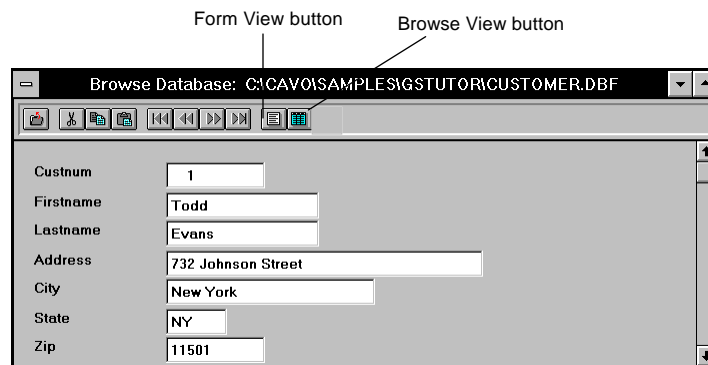 Form View button
Browse View button
Browse Database: C:\CAVO\SAMPLES\GSTUTOR\CUSTOMER.DBF
Custnum 1
Firstname Todd
Lastname Evans
Address 732 Johnson Street
City New York
State NY
Zip 11501